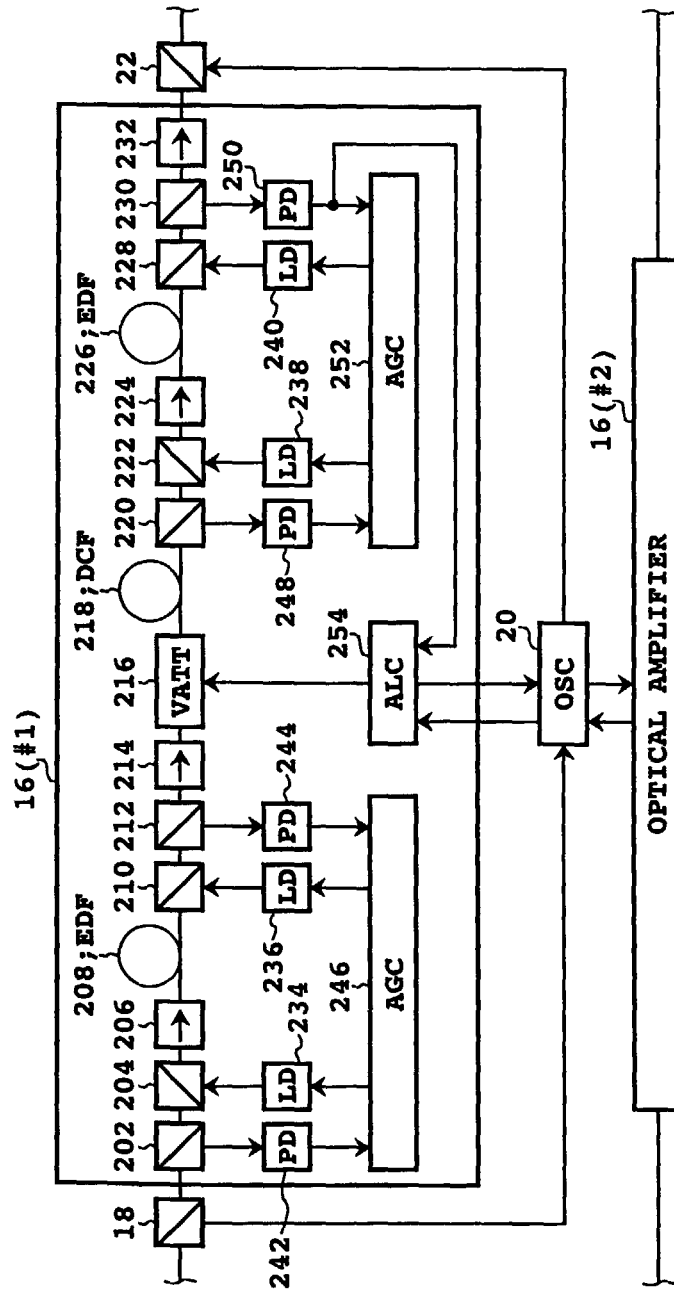 16(#1)
208;EDF
218;DCF
226;EDF
18
202
204
206
210
212
214
216
220
222
224
228
230
232
22
VATT
PD
LD
LD
PD
PD
LD
LD
PD
242
234
236
244
248
238
240
250
246
254
252
AGC
ALC
AGC
20
OSC
16(#2)
OPTICAL AMPLIFIER